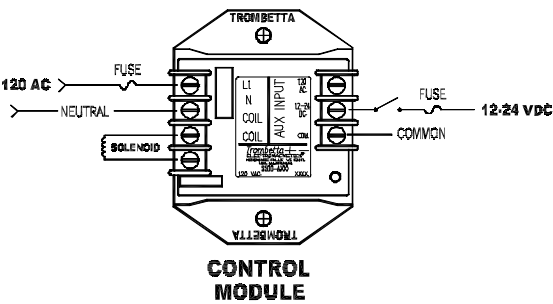 TROMBETTA
FUSE
120 AC
NEUTRAL
SOLENOID
L1
N
COIL
COIL
AUX INPUT
120
AC
12-24
DC
COM
Trombetta
120 VAC
XXXX
FUSE
12-24 VDC
COMMON
TROMBETTA
CONTROL
MODULE